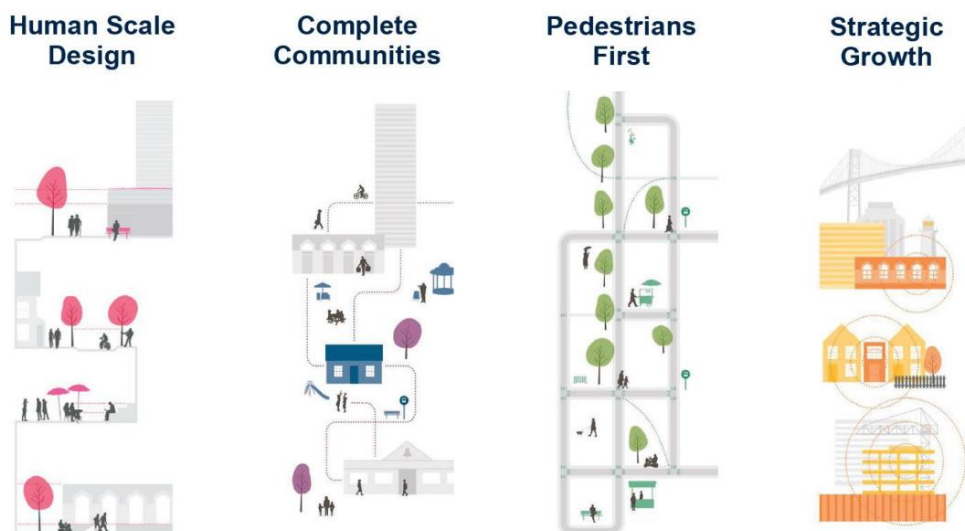 Human Scale
Design
Complete
Communities
Pedestrians
First
Strategic
Growth